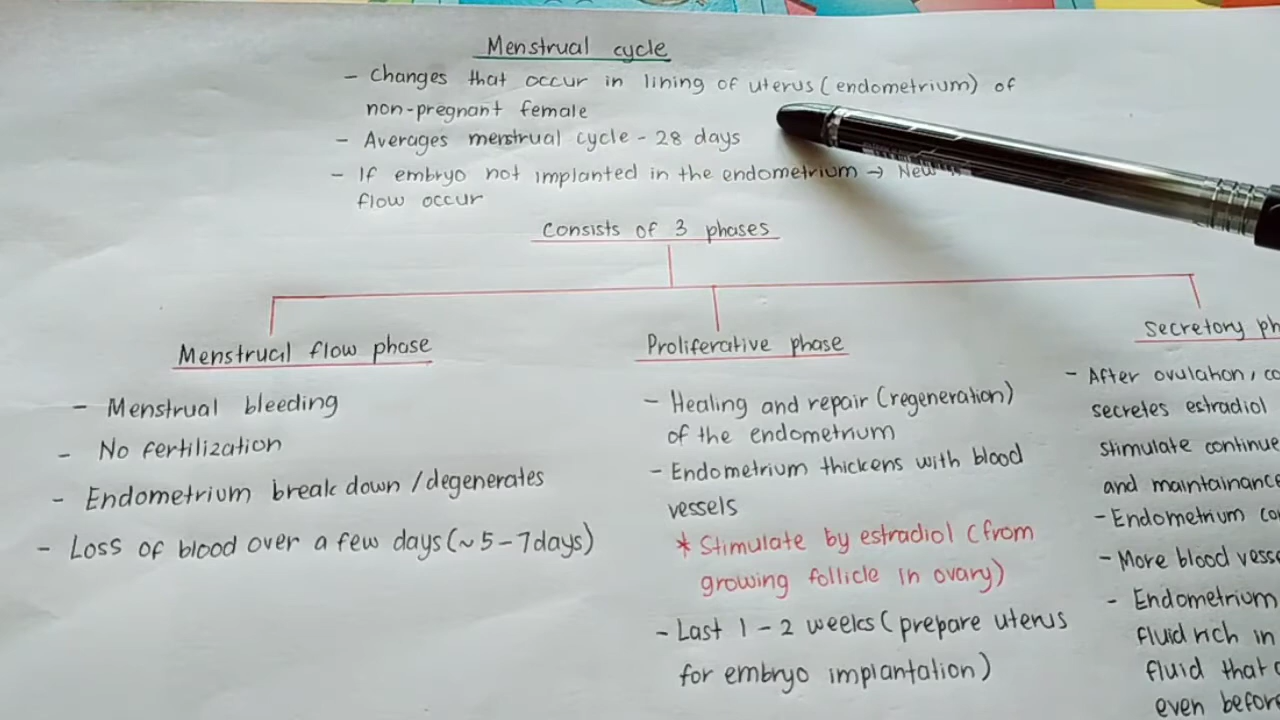 Menstrual cycle
- Changes that occur in lining of uterus (endometrium) of
non-pregnant female
- Averages menstrual cycle - 28 days
- If embryo not implanted in the endometrium → New
flow occur
Consists of 3 phases
Menstrual flow phase
- Menstrual bleeding
- No fertilization
- Endometrium break down / degenerates
- Loss of blood over a few days (~ 5 - 7 days)
Proliferative phase
- Healing and repair (regeneration)
of the endometrium
- Endometrium thickens with blood
vessels
* Stimulate by estradiol (from
growing follicle in ovary)
- Last 1 - 2 weeks (prepare uterus
for embryo implantation)
Secretory
- After ovulation,
secretes estradiol
stimulate
and
- Endometrium
- More blood
- Endometrium
fluid rich in
fluid that
even